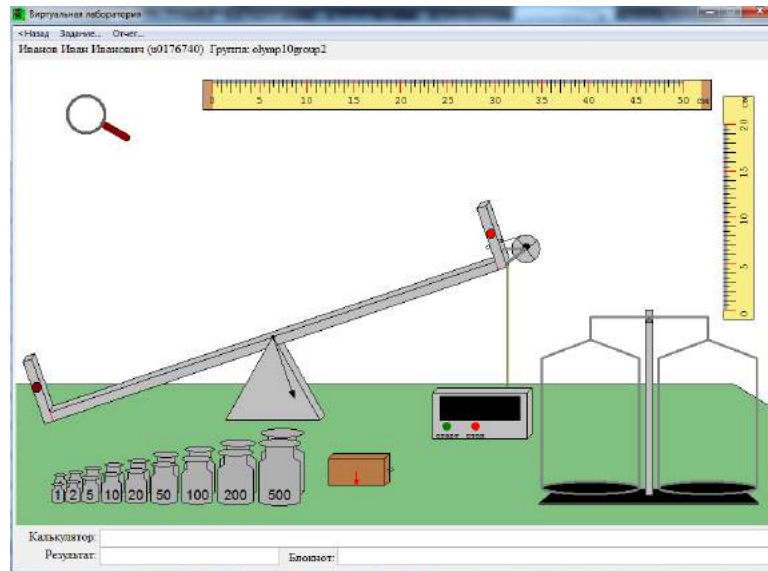 Виртуальная лаборатория
<Назад Задание... Отчет...
Иванов Иван Иванович (u0176740) Группа: olymp10group2
0 5 10 15 20 25 30 35 40 45 50 см
0 5 10 15 20 см
START STOP
1 2 5 10 20 50 100 200 500
Калькулятор:
Результат: Блокнот: